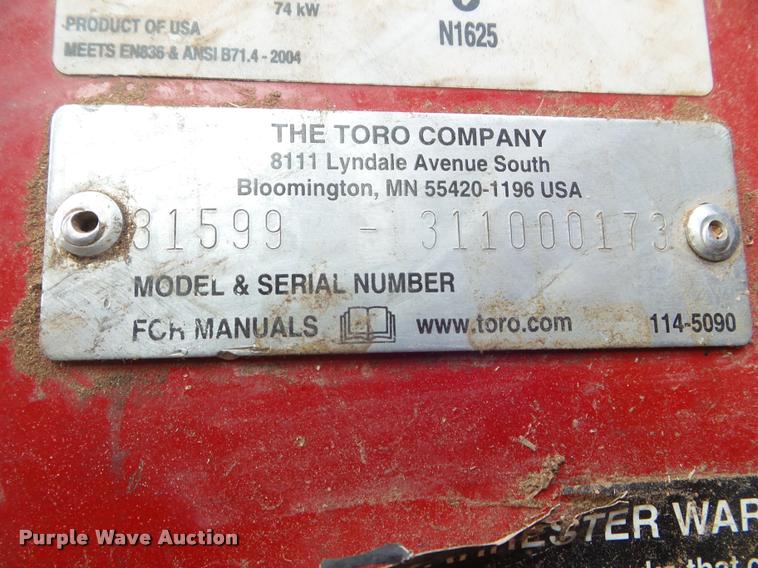 74 kW
PRODUCT OF USA
N1625
MEETS EN836 & ANSI B71.4 - 2004
THE TORO COMPANY
8111 Lyndale Avenue South
Bloomington, MN 55420-1196 USA
31599 - 311000173
MODEL & SERIAL NUMBER
FOR MANUALS www.toro.com 114-5090
WAR
Purple Wave Auction